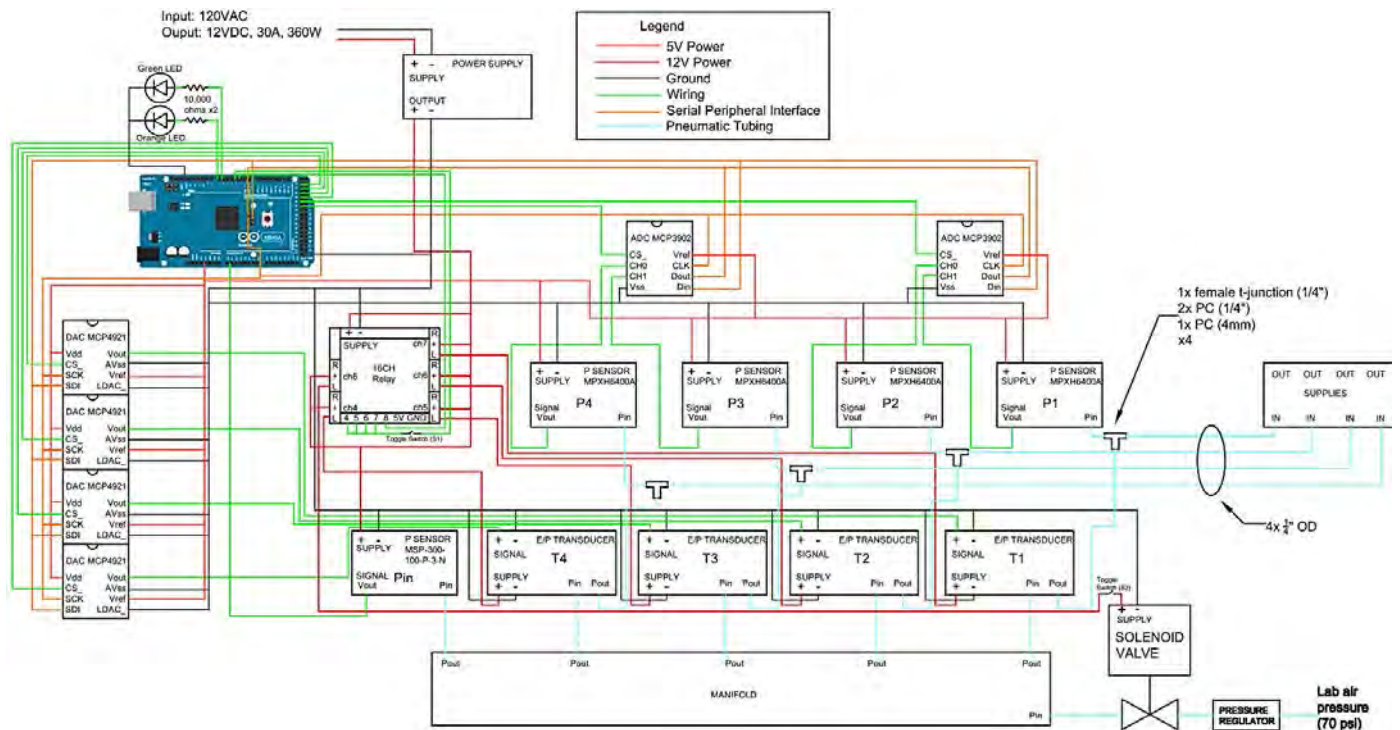 Input: 120VAC
Ouput: 12VDC, 30A, 360W
Legend
5V Power
12V Power
Ground
Wiring
Serial Peripheral Interface
Pneumatic Tubing
+ - POWER SUPPLY
SUPPLY
OUTPUT
+ -
Green LED
10,000
ohms x2
Orange LED
ADC MCP3902
CS_ Vref
CH0 CLK
CH1 Dout
Vss Din
ADC MCP3902
CS_ Vref
CH0 CLK
CH1 Dout
Vss Din
1x female t-junction (1/4")
2x PC (1/4")
1x PC (4mm)
x4
DAC MCP4921
Vdd Vout
CS_ AVss
SCK Vref
SDI LDAC_
DAC MCP4921
Vdd Vout
CS_ AVss
SCK Vref
SDI LDAC_
DAC MCP4921
Vdd Vout
CS_ AVss
SCK Vref
SDI LDAC_
DAC MCP4921
Vdd Vout
CS_ AVss
SCK Vref
SDI LDAC_
+ - R
SUPPLY ch7 +
L
R 16CH R
+ Relay ch6 +
L L
R R
+ ch4 ch5 +
L 4 5 6 7 8 5V GND L
Toggle Switch (S1)
+ - P SENSOR
SUPPLY MPXH6400A
P4
Signal
Vout Pin
+ - P SENSOR
SUPPLY MPXH6400A
P3
Signal
Vout Pin
+ - P SENSOR
SUPPLY MPXH6400A
P2
Signal
Vout Pin
+ - P SENSOR
SUPPLY MPXH6400A
P1
Signal
Vout Pin
OUT OUT OUT OUT
SUPPLIES
IN IN IN IN
4x ¼" OD
+ - P SENSOR
SUPPLY MSP-300-
100-P-3-N
SIGNAL Pin
Vout Pin
+ - E/P TRANSDUCER
SIGNAL T4
SUPPLY Pin Pout
+ -
+ - E/P TRANSDUCER
SIGNAL T3
SUPPLY Pin Pout
+ -
+ - E/P TRANSDUCER
SIGNAL T2
SUPPLY Pin Pout
+ -
+ - E/P TRANSDUCER
SIGNAL T1
SUPPLY Pin Pout
+ -
Toggle
Switch (S2)
+ -
SUPPLY
SOLENOID
VALVE
Pout Pout Pout Pout Pout
MANIFOLD
Pin
PRESSURE
REGULATOR
Lab air
pressure
(70 psi)